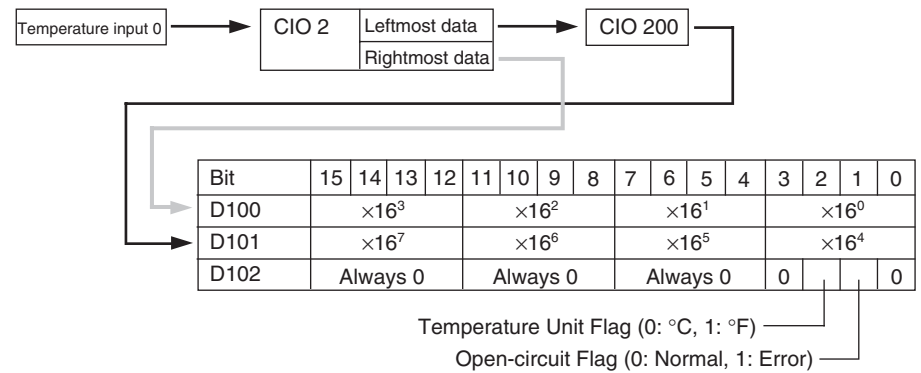 Temperature input 0 CIO 2 Leftmost data CIO 200
Rightmost data
Bit 15 14 13 12 11 10 9 8 7 6 5 4 3 2 1 0
D100 ×16³ ×16² ×16¹ ×16⁰
D101 ×16⁷ ×16⁶ ×16⁵ ×16⁴
D102 Always 0 Always 0 Always 0 0 0
Temperature Unit Flag (0: °C, 1: °F)
Open-circuit Flag (0: Normal, 1: Error)